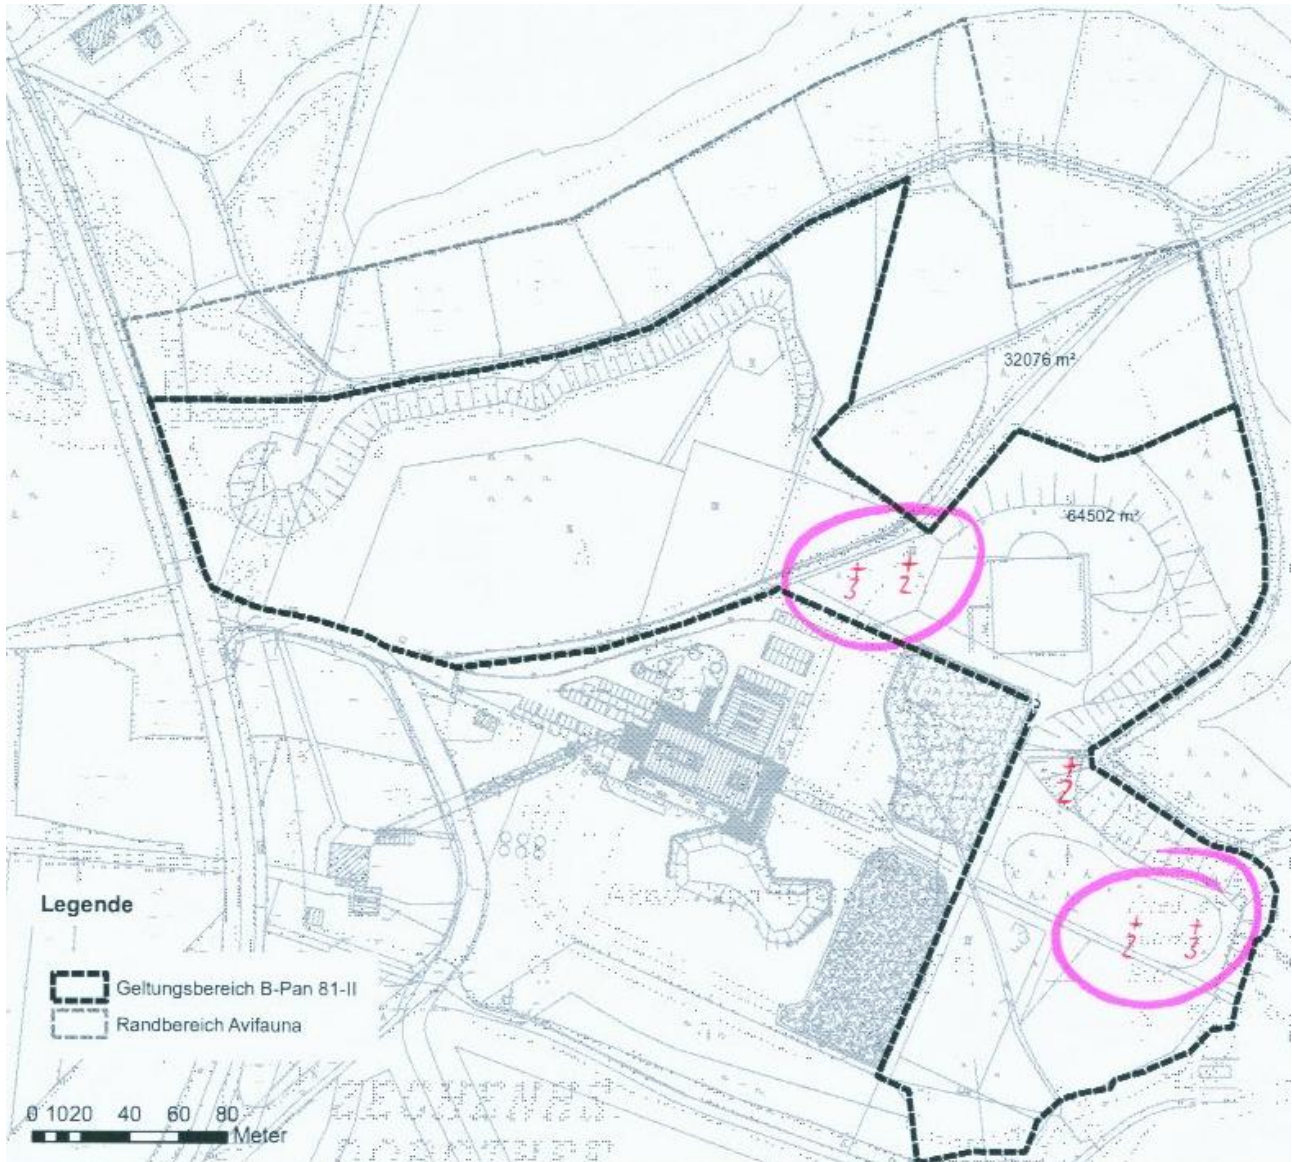 32076 m²
64502 m²
+ +
3 2
+
2
+ +
2 3
Legende
Geltungsbereich B-Pan 81-II
Randbereich Avifauna
0 1020 40 60 80
Meter